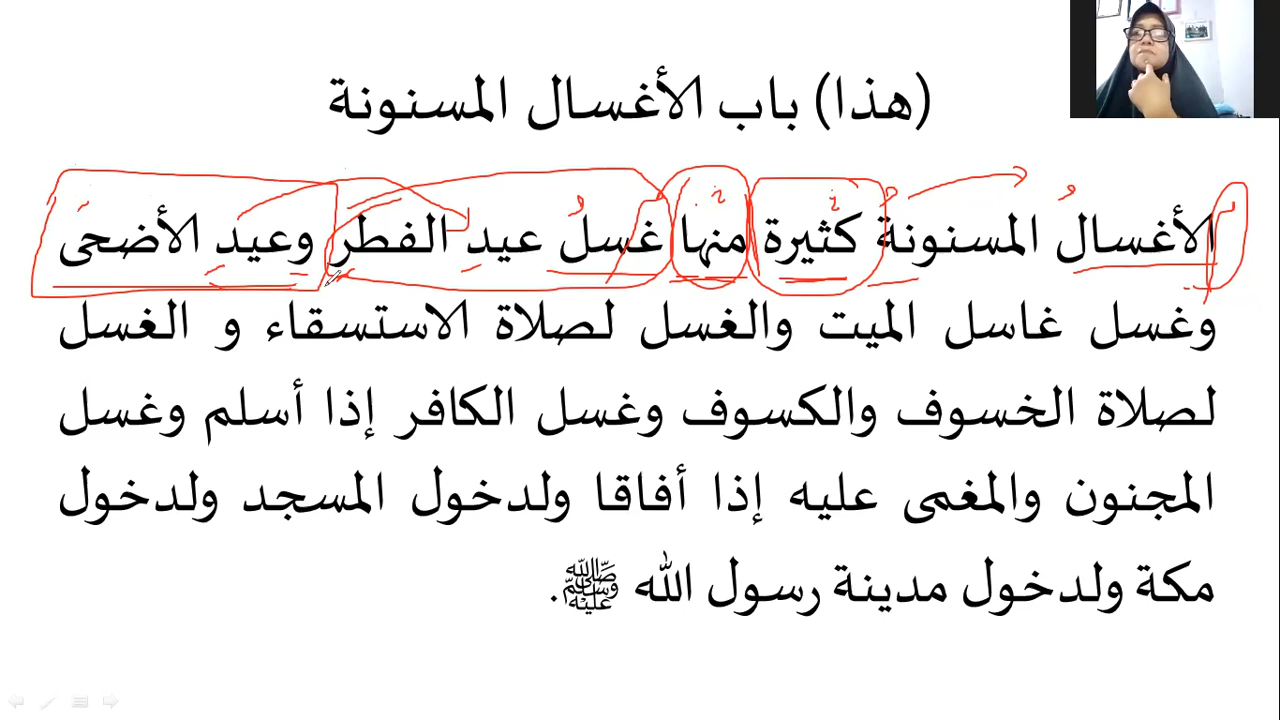 (هذا) باب الأغسال المسنونة
الأغسالُ المسنونةُ كثيرة منها غسلُ عيد الفطر وعيد الأضحى
وغسل غاسل الميت والغسل لصلاة الاستسقاء و الغسل
لصلاة الخسوف والكسوف وغسل الكافر إذا أسلم وغسل
المجنون والمغمى عليه إذا أفاقا ولدخول المسجد ولدخول
مكة ولدخول مدينة رسول الله ﷺ.